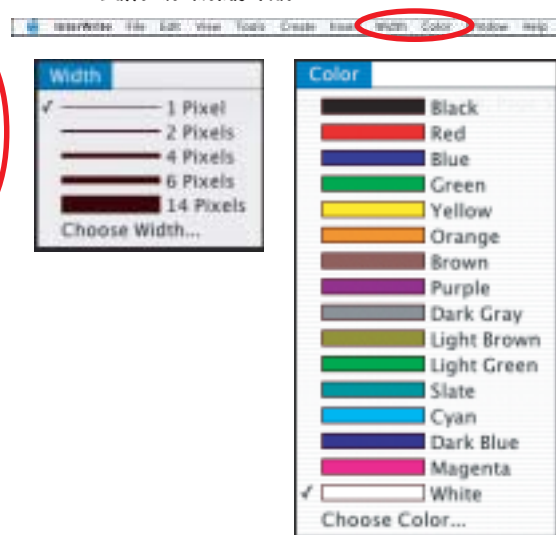 InterWrite File Edit View Tools Create Insert Width Color Window Help
Width
✓ 1 Pixel
2 Pixels
4 Pixels
6 Pixels
14 Pixels
Choose Width...
Color
Black
Red
Blue
Green
Yellow
Orange
Brown
Purple
Dark Gray
Light Brown
Light Green
Slate
Cyan
Dark Blue
Magenta
✓ White
Choose Color...